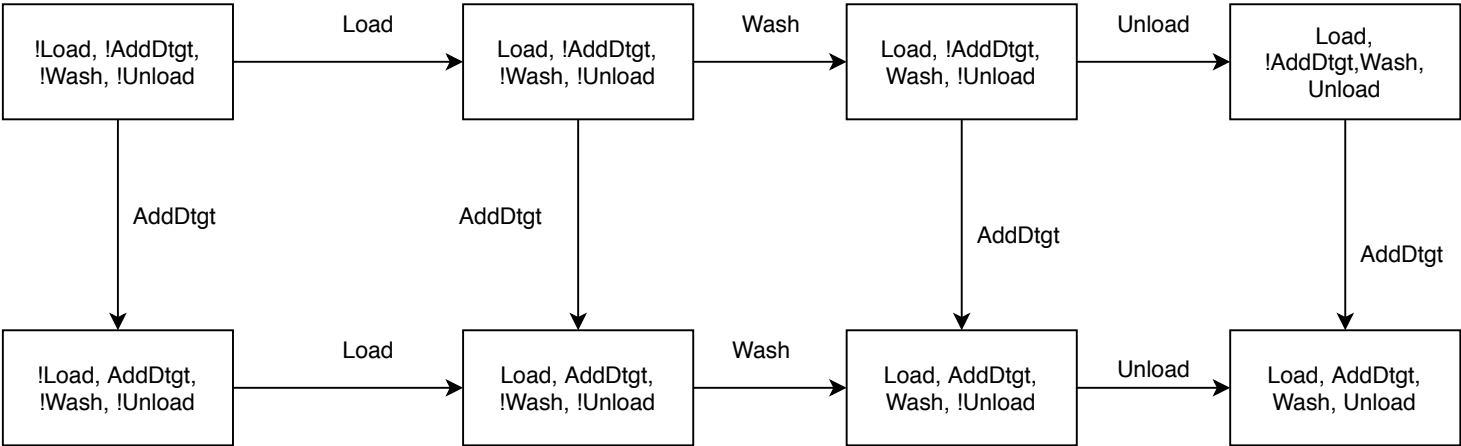 Load
Wash
Unload
!Load, !AddDtgt,
!Wash, !Unload
Load, !AddDtgt,
!Wash, !Unload
Load, !AddDtgt,
Wash, !Unload
Load,
!AddDtgt,Wash,
Unload
AddDtgt
AddDtgt
AddDtgt
AddDtgt
Load
Wash
Unload
!Load, AddDtgt,
!Wash, !Unload
Load, AddDtgt,
!Wash, !Unload
Load, AddDtgt,
Wash, !Unload
Load, AddDtgt,
Wash, Unload